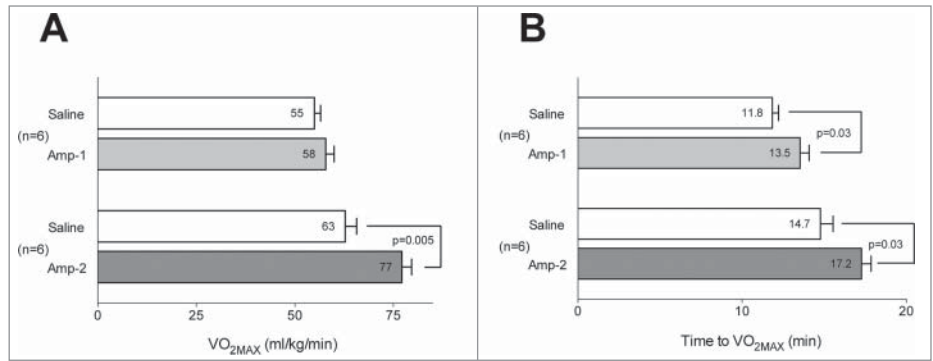 A
Saline
55
(n=6)
Amp-1
58
Saline
63
(n=6)
p=0.005
Amp-2
77
0 25 50 75
VO2MAX (ml/kg/min)
B
Saline
11.8
(n=6)
p=0.03
Amp-1
13.5
Saline
14.7
(n=6)
p=0.03
Amp-2
17.2
0 10 20
Time to VO2MAX (min)